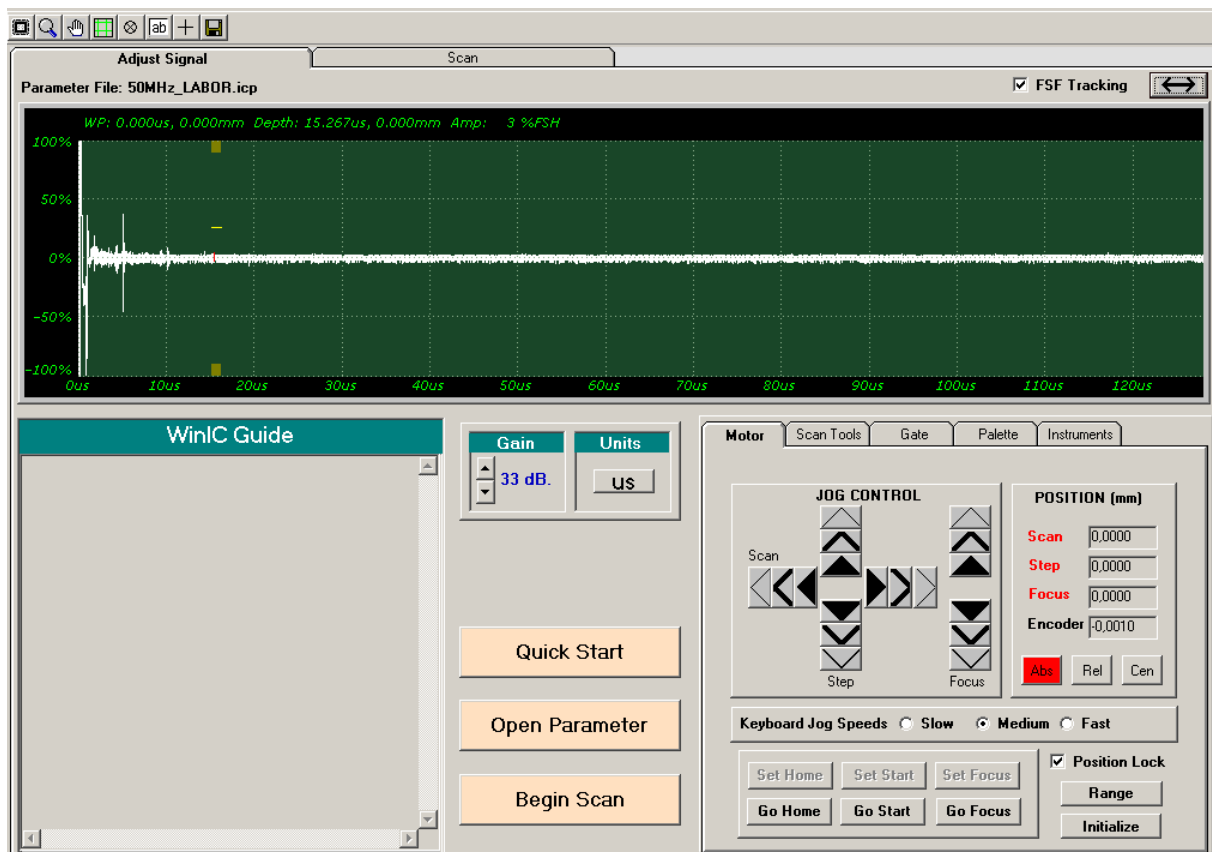 ab
Adjust Signal Scan
Parameter File: 50MHz_LABOR.icp FSF Tracking
WP: 0.000us, 0.000mm Depth: 15.267us, 0.000mm Amp: 3 %FSH
100%
50%
0%
-50%
-100%
0us 10us 20us 30us 40us 50us 60us 70us 80us 90us 100us 110us 120us
WinIC Guide
Gain Units
33 dB. us
Quick Start
Open Parameter
Begin Scan
Motor Scan Tools Gate Palette Instruments
JOG CONTROL
Scan
Step Focus
POSITION (mm)
Scan 0,0000
Step 0,0000
Focus 0,0000
Encoder -0,0010
Abs Rel Cen
Keyboard Jog Speeds Slow Medium Fast
Set Home Set Start Set Focus
Go Home Go Start Go Focus
Position Lock
Range
Initialize